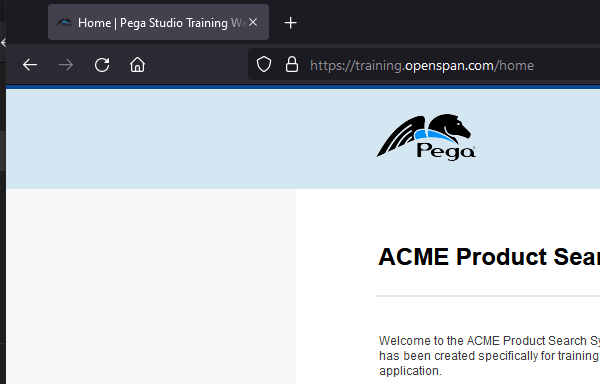 Home | Pega Studio Training We
https://training.openspan.com/home
Pega
ACME Product Sear
Welcome to the ACME Product Search Sy
has been created specifically for training
application.